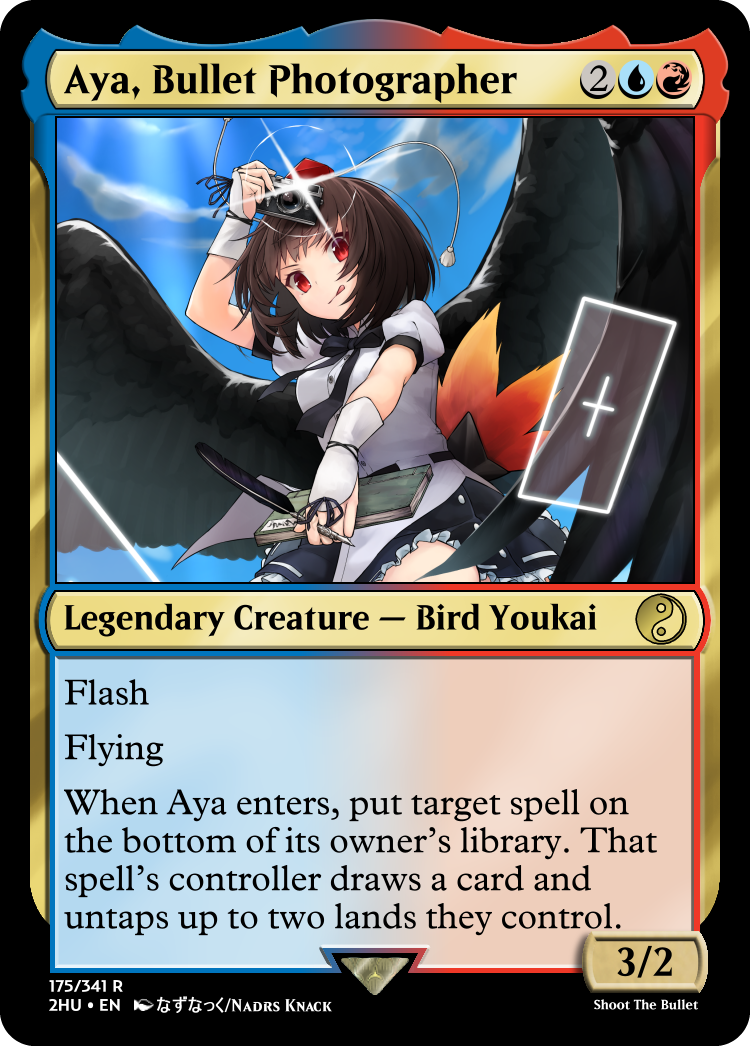 Aya, Bullet Photographer 2
Legendary Creature — Bird Youkai
Flash
Flying
When Aya enters, put target spell on
the bottom of its owner's library. That
spell's controller draws a card and
untaps up to two lands they control.
3/2
175/341 R
2HU • EN なずなっく/Nadrs Knack
Shoot The Bullet